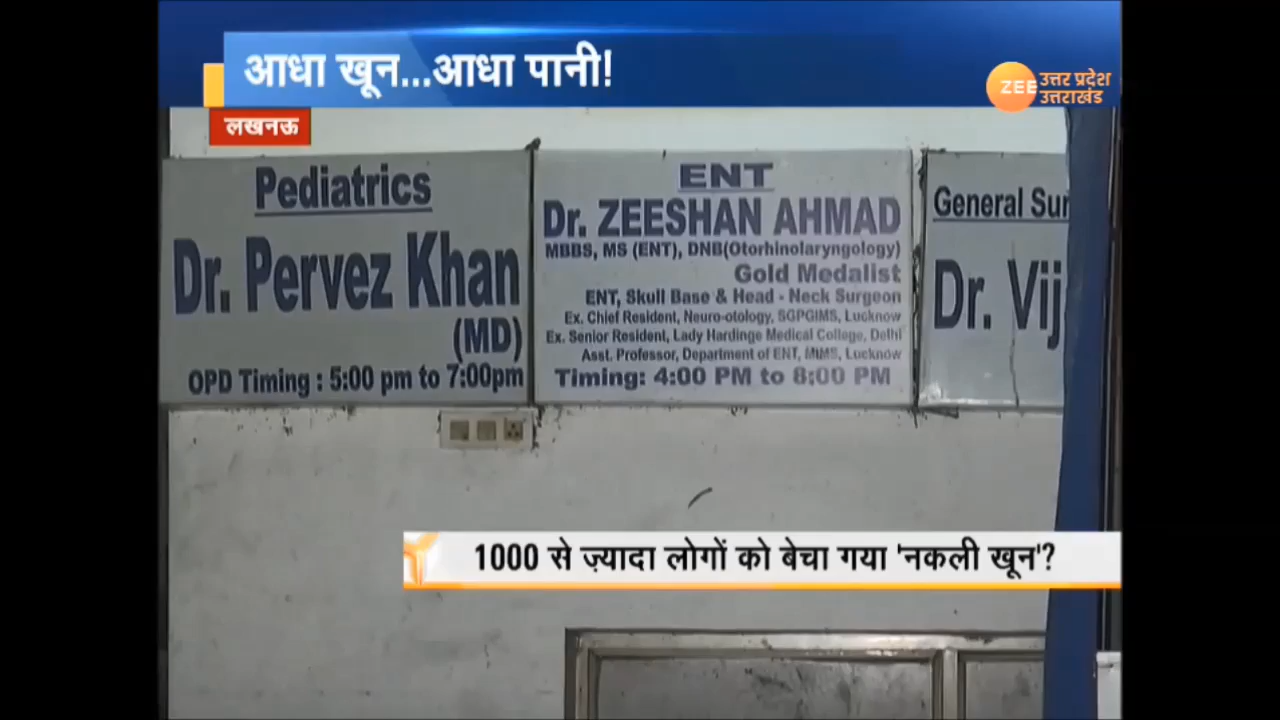 आधा खून...आधा पानी!
ZEE उत्तर प्रदेश
उत्तराखंड
लखनऊ
Pediatrics
Dr. Pervez Khan
(MD)
OPD Timing : 5:00 pm to 7:00pm
ENT
Dr. ZEESHAN AHMAD
MBBS, MS (ENT), DNB(Otorhinolaryngology)
Gold Medalist
ENT, Skull Base & Head - Neck Surgeon
Ex. Chief Resident, Neuro-otology, SGPGIMS, Lucknow
Ex. Senior Resident, Lady Hardinge Medical College, Delhi
Asst. Professor, Department of ENT, MIMS, Lucknow
Timing: 4:00 PM to 8:00 PM
General Sur
Dr. Vij
1000 से ज़्यादा लोगों को बेचा गया 'नकली खून'?